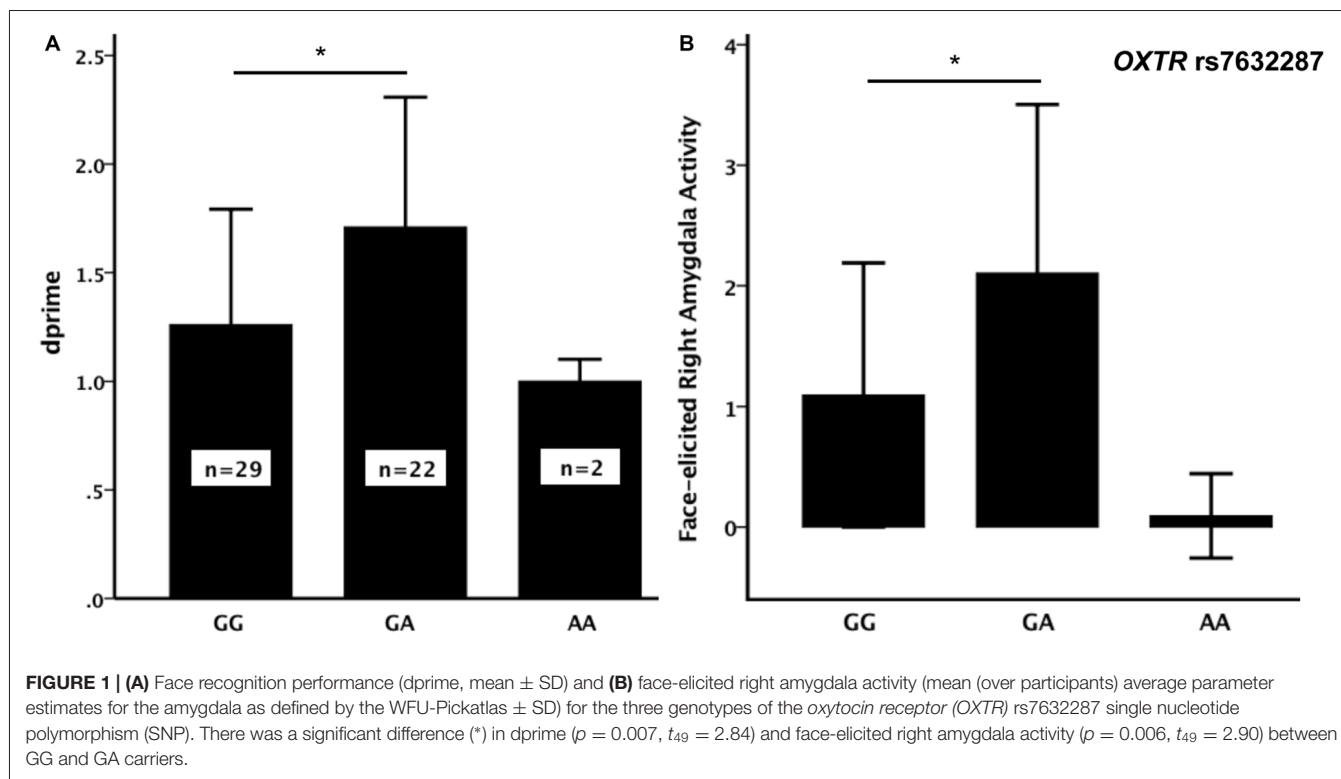 A
*
2.5
2.0
1.5
1.0
.5
.0
dprime
n=29
n=22
n=2
GG
GA
AA
B
OXTR rs7632287
*
4
3
2
1
0
Face-elicited Right Amygdala Activity
GG
GA
AA
FIGURE 1 | (A) Face recognition performance (dprime, mean ± SD) and (B) face-elicited right amygdala activity (mean (over participants) average parameter
estimates for the amygdala as defined by the WFU-Pickatlas ± SD) for the three genotypes of the oxytocin receptor (OXTR) rs7632287 single nucleotide
polymorphism (SNP). There was a significant difference (*) in dprime (p = 0.007, t₄₉ = 2.84) and face-elicited right amygdala activity (p = 0.006, t₄₉ = 2.90) between
GG and GA carriers.